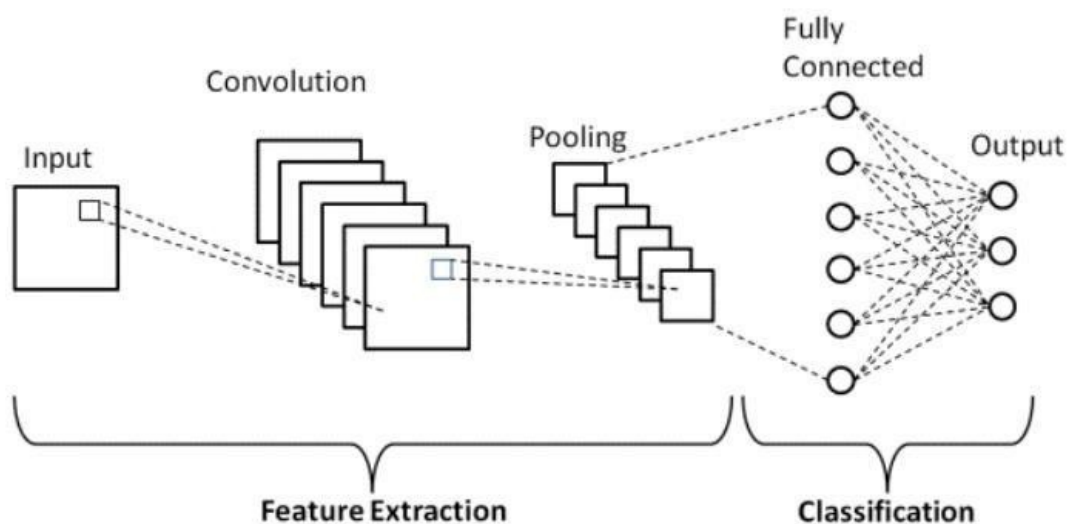 Input
Convolution
Pooling
Fully
Connected
Output
Feature Extraction
Classification